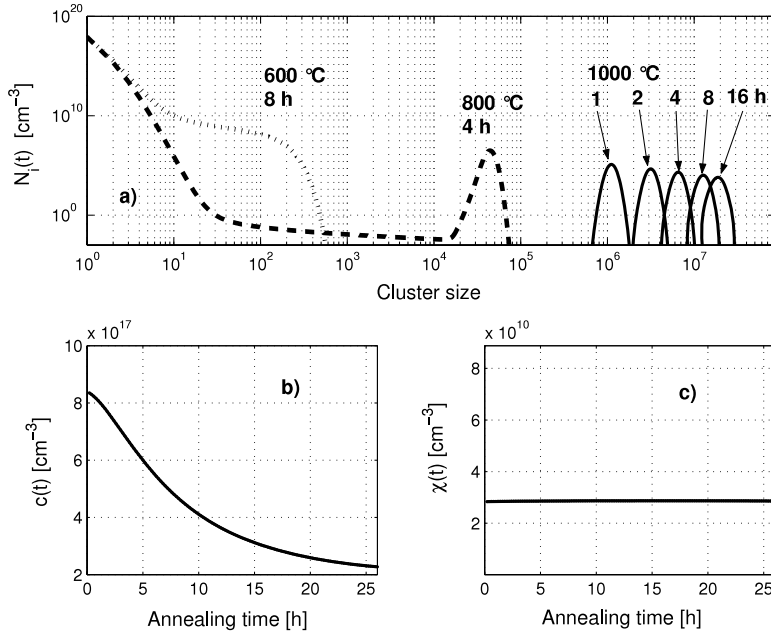 10^20
10^10
10^0
N_i(t) [cm^−3]
600 °C
8 h
800 °C
4 h
1000 °C
1 2 4 8 16 h
a)
10^0 10^1 10^2 10^3 10^4 10^5 10^6 10^7
Cluster size
x 10^17
10
8
6
4
2
c(t) [cm^−3]
b)
0 5 10 15 20 25
Annealing time [h]
x 10^10
8
6
4
2
χ(t) [cm^−3]
c)
0 5 10 15 20 25
Annealing time [h]